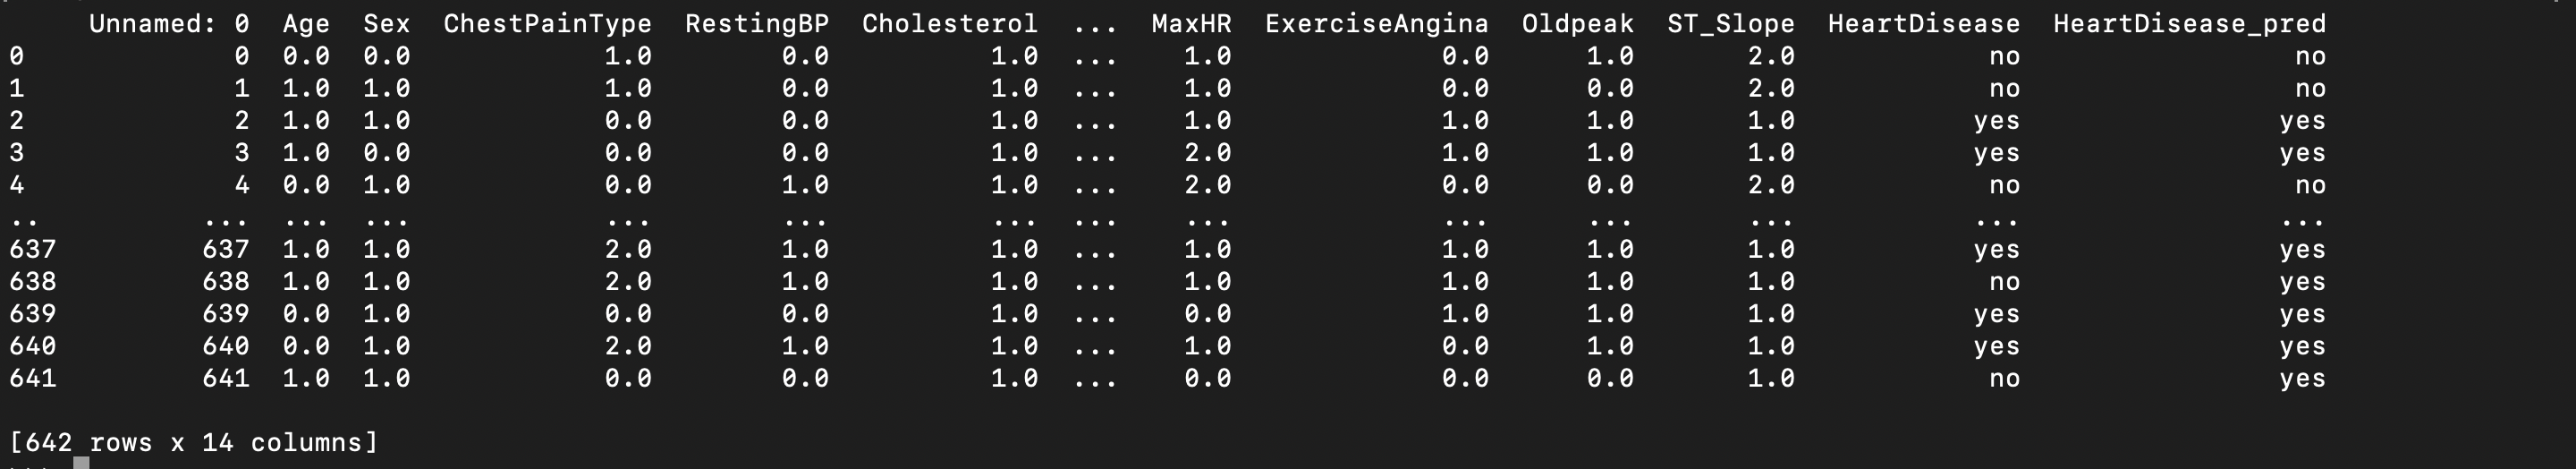 Unnamed: 0 Age Sex ChestPainType RestingBP Cholesterol ... MaxHR ExerciseAngina Oldpeak ST_Slope HeartDisease HeartDisease_pred
0 0 0.0 0.0 1.0 0.0 1.0 ... 1.0 0.0 1.0 2.0 no no
1 1 1.0 1.0 1.0 0.0 1.0 ... 1.0 0.0 0.0 2.0 no no
2 2 1.0 1.0 0.0 0.0 1.0 ... 1.0 1.0 1.0 1.0 yes yes
3 3 1.0 0.0 0.0 0.0 1.0 ... 2.0 1.0 1.0 1.0 yes yes
4 4 0.0 1.0 0.0 1.0 1.0 ... 2.0 0.0 0.0 2.0 no no
.. ... ... ... ... ... ... ... ... ... ... ... ... ...
637 637 1.0 1.0 2.0 1.0 1.0 ... 1.0 1.0 1.0 1.0 yes yes
638 638 1.0 1.0 2.0 1.0 1.0 ... 1.0 1.0 1.0 1.0 no yes
639 639 0.0 1.0 0.0 0.0 1.0 ... 0.0 1.0 1.0 1.0 yes yes
640 640 0.0 1.0 2.0 1.0 1.0 ... 1.0 0.0 1.0 1.0 yes yes
641 641 1.0 1.0 0.0 0.0 1.0 ... 0.0 0.0 0.0 1.0 no yes
[642 rows x 14 columns]